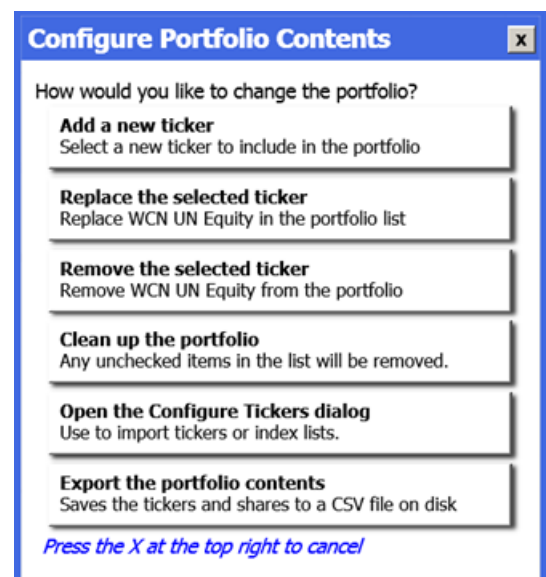 Configure Portfolio Contents
x
How would you like to change the portfolio?
Add a new ticker
Select a new ticker to include in the portfolio
Replace the selected ticker
Replace WCN UN Equity in the portfolio list
Remove the selected ticker
Remove WCN UN Equity from the portfolio
Clean up the portfolio
Any unchecked items in the list will be removed.
Open the Configure Tickers dialog
Use to import tickers or index lists.
Export the portfolio contents
Saves the tickers and shares to a CSV file on disk
Press the X at the top right to cancel